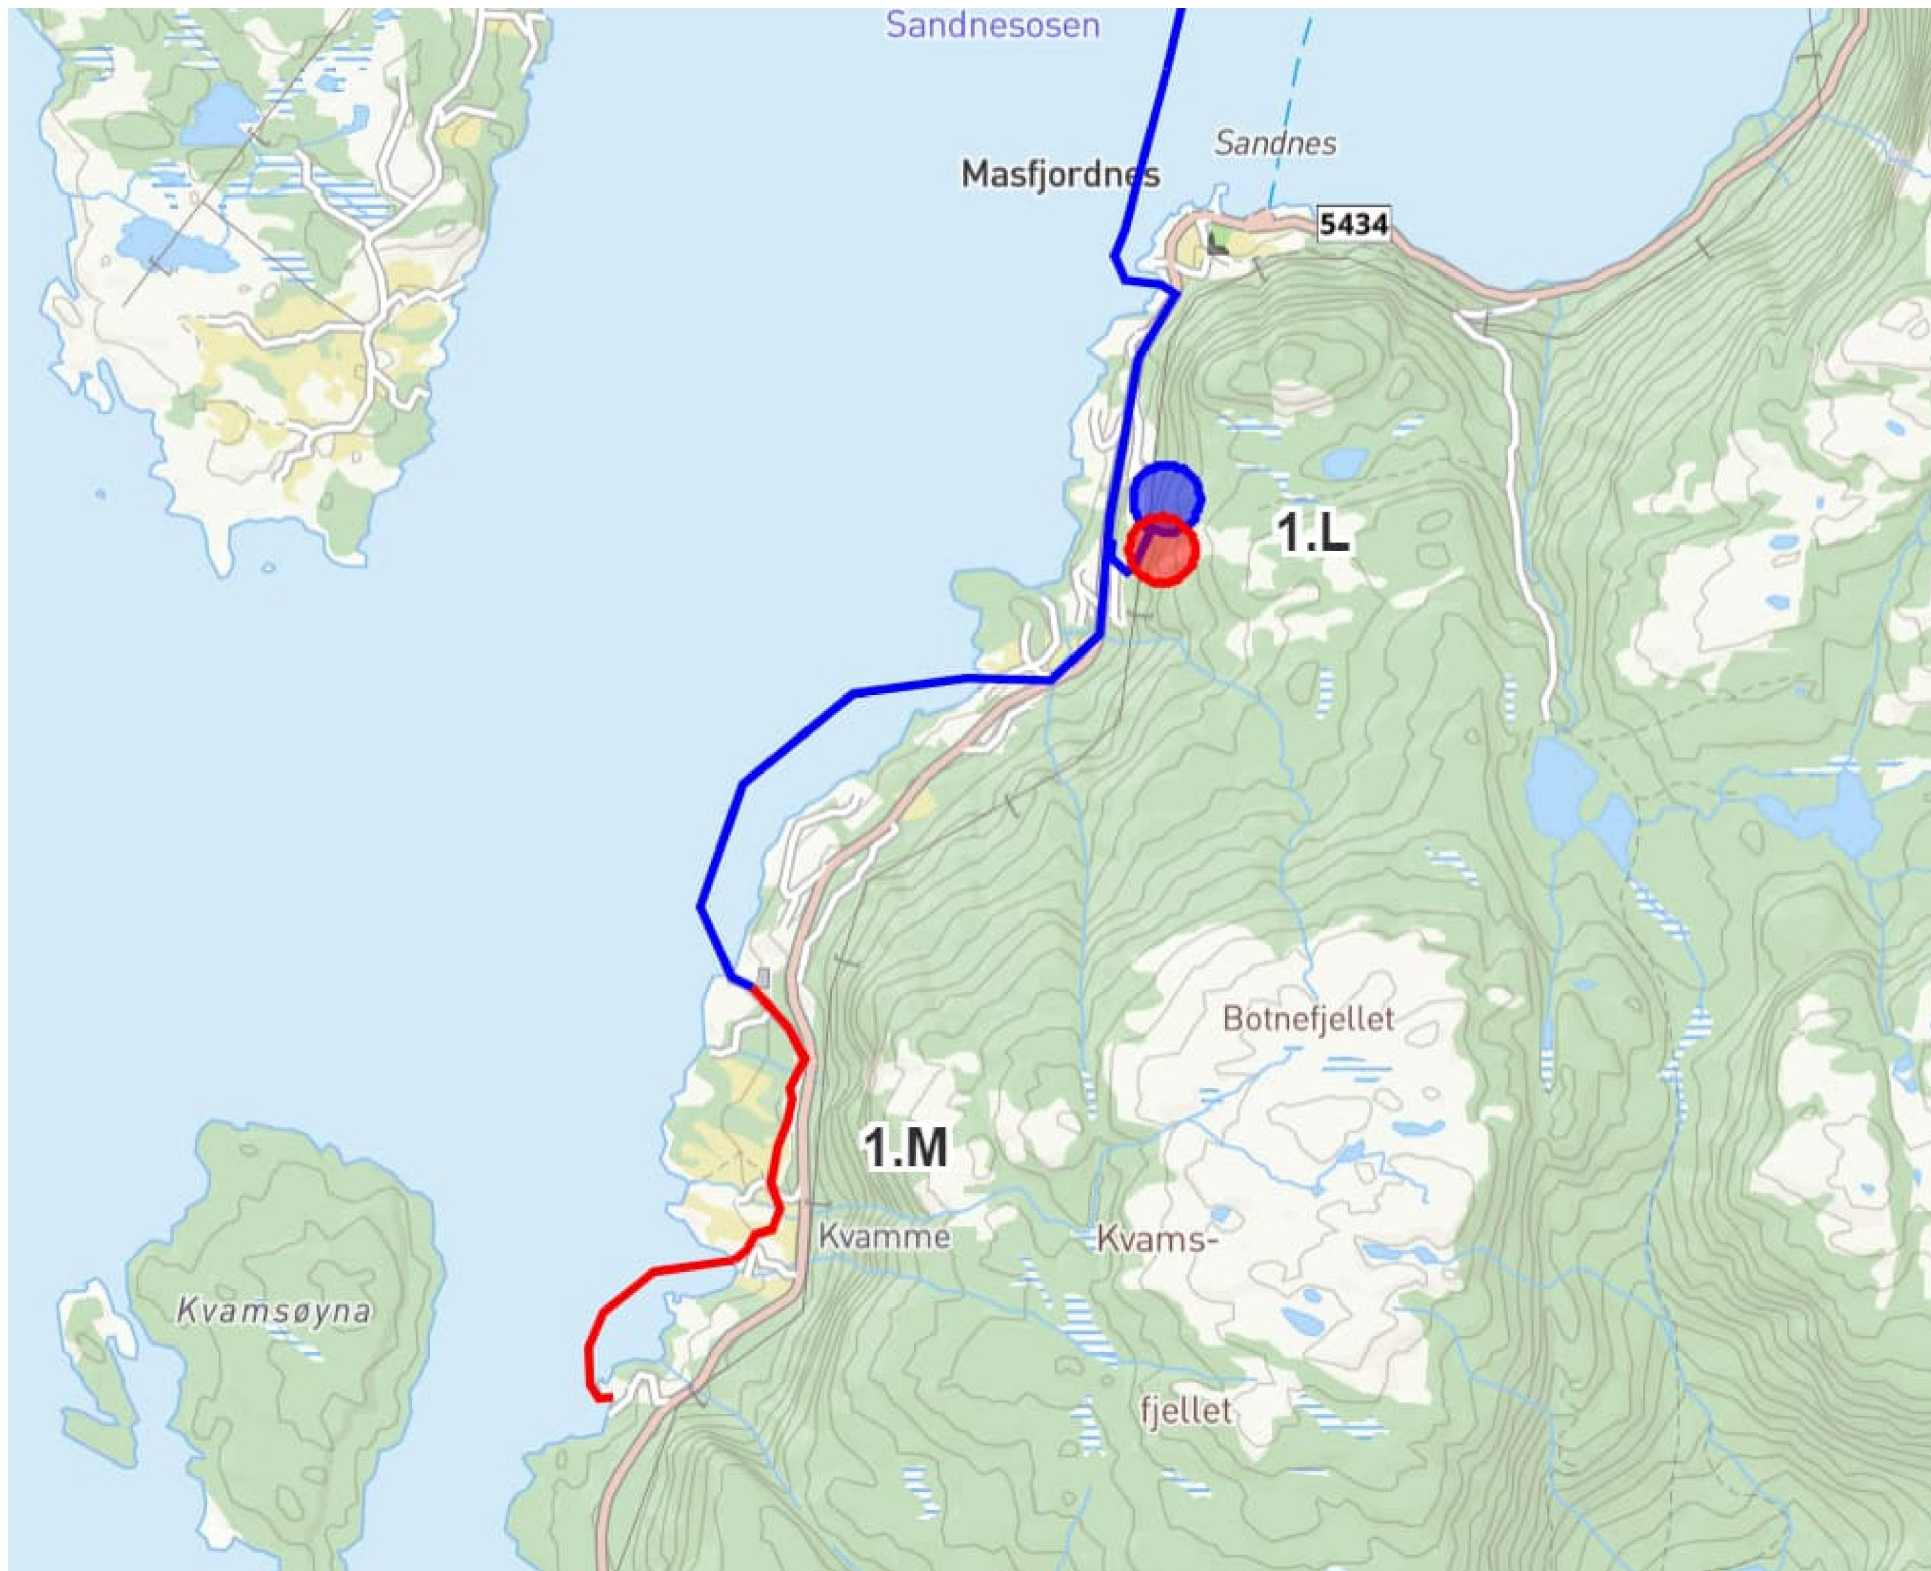 Sandnesosen
Sandnes
Masfjordnes
5434
1.L
Botnefjellet
1.M
Kvamme
Kvams-
Kvamsøyna
fjellet